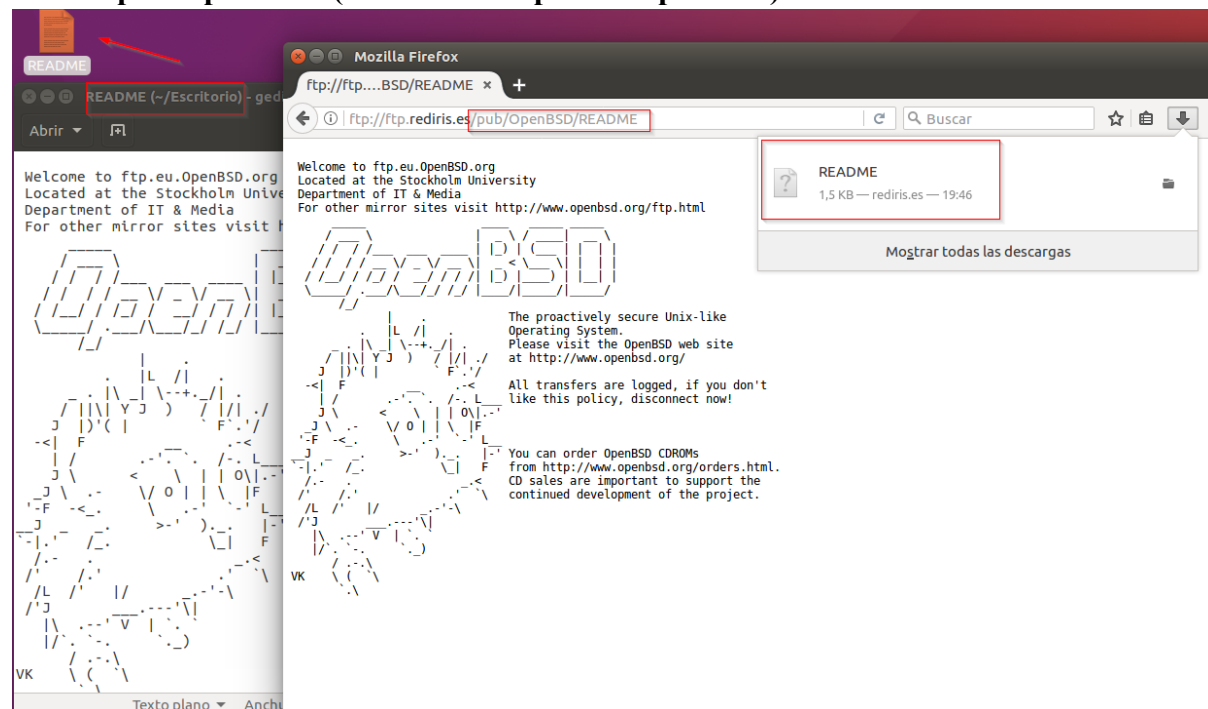 README
README (~/Escritorio) - ged
Abrir
Welcome to ftp.eu.OpenBSD.org
Located at the Stockholm Unive
Department of IT & Media
For other mirror sites visit h
VK
Texto plano
Mozilla Firefox
ftp://ftp....BSD/README × +
ftp://ftp.rediris.es/pub/OpenBSD/README
Buscar
README
1,5 KB — rediris.es — 19:46
Mostrar todas las descargas
Welcome to ftp.eu.OpenBSD.org
Located at the Stockholm University
Department of IT & Media
For other mirror sites visit http://www.openbsd.org/ftp.html
OpenBSD
The proactively secure Unix-like
Operating System.
Please visit the OpenBSD web site
at http://www.openbsd.org/
All transfers are logged, if you don't
like this policy, disconnect now!
You can order OpenBSD CDROMs
from http://www.openbsd.org/orders.html.
CD sales are important to support the
continued development of the project.
VK